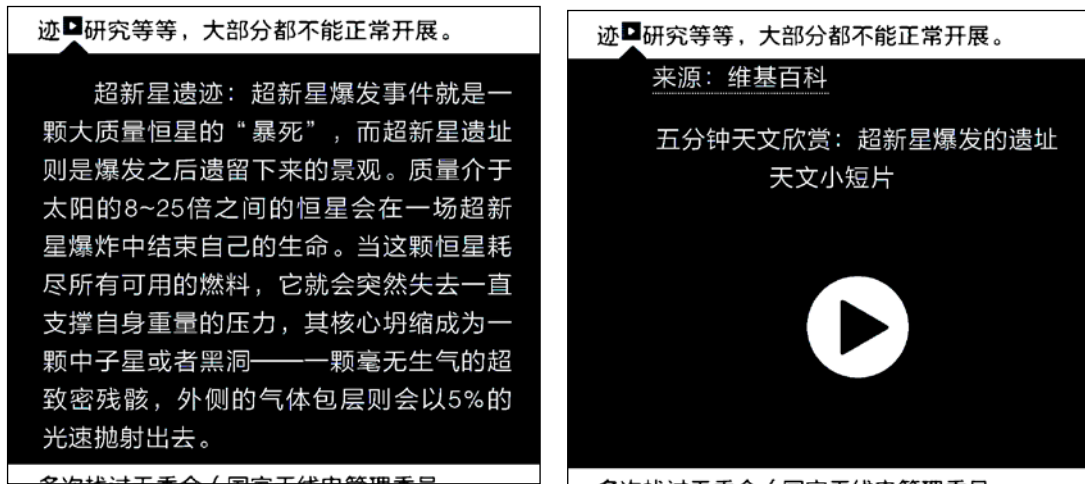 迹研究等等，大部分都不能正常开展。
超新星遗迹：超新星爆发事件就是一
颗大质量恒星的“暴死”，而超新星遗址
则是爆发之后遗留下来的景观。质量介于
太阳的8~25倍之间的恒星会在一场超新
星爆炸中结束自己的生命。当这颗恒星耗
尽所有可用的燃料，它就会突然失去一直
支撑自身重量的压力，其核心坍缩成为一
颗中子星或者黑洞——一颗毫无生气的超
致密残骸，外侧的气体包层则会以5%的
光速抛射出去。
迹研究等等，大部分都不能正常开展。
来源：维基百科
五分钟天文欣赏：超新星爆发的遗址
天文小短片